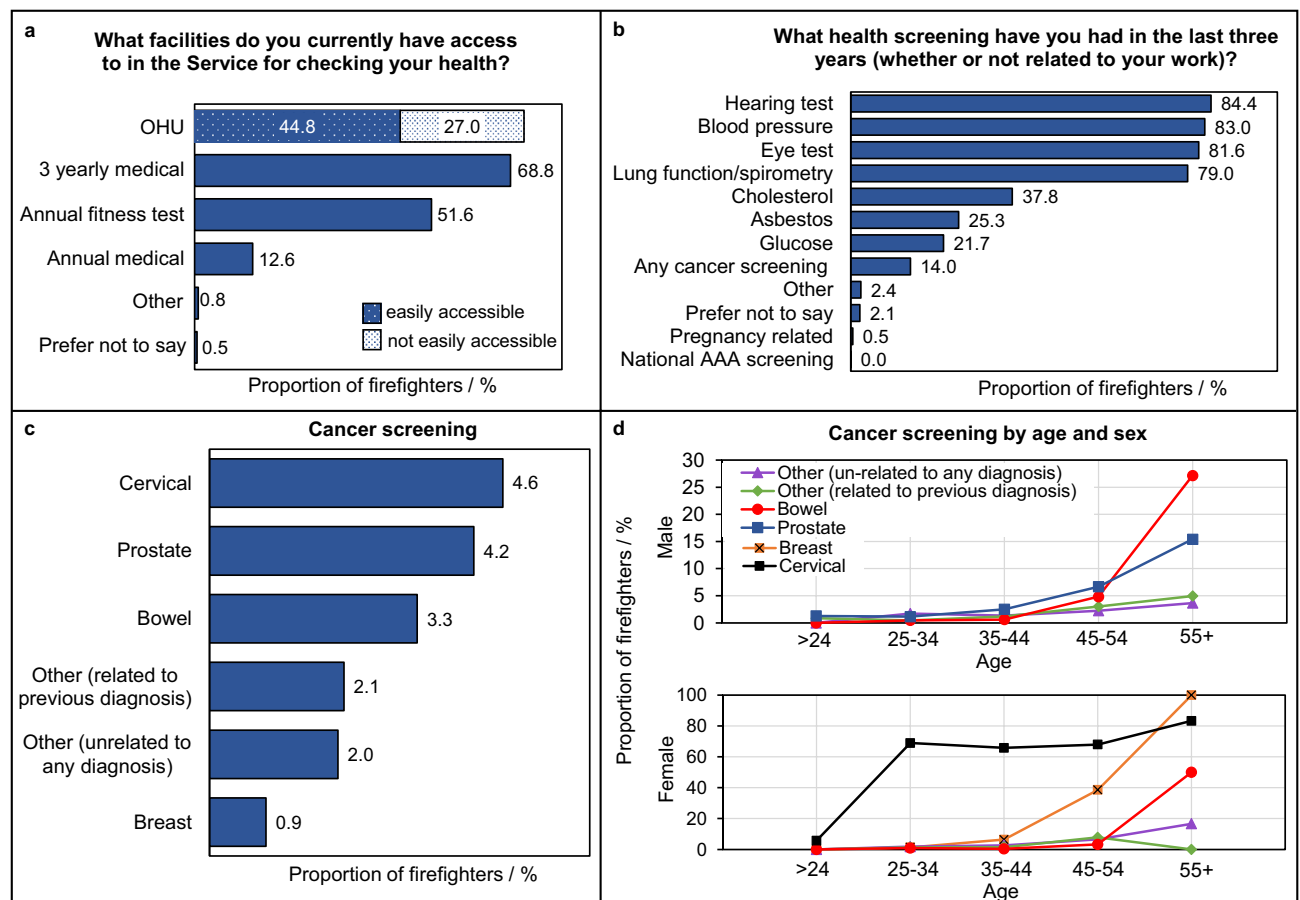 a
What facilities do you currently have access
to in the Service for checking your health?
OHU
44.8
27.0
3 yearly medical
68.8
Annual fitness test
51.6
Annual medical
12.6
Other
0.8
Prefer not to say
0.5
easily accessible
not easily accessible
Proportion of firefighters / %
b
What health screening have you had in the last three
years (whether or not related to your work)?
Hearing test
84.4
Blood pressure
83.0
Eye test
81.6
Lung function/spirometry
79.0
Cholesterol
37.8
Asbestos
25.3
Glucose
21.7
Any cancer screening
14.0
Other
2.4
Prefer not to say
2.1
Pregnancy related
0.5
National AAA screening
0.0
Proportion of firefighters / %
c
Cancer screening
Cervical
4.6
Prostate
4.2
Bowel
3.3
Other (related to
previous diagnosis)
2.1
Other (unrelated to
any diagnosis)
2.0
Breast
0.9
Proportion of firefighters / %
d
Cancer screening by age and sex
Proportion of firefighters / %
Male
30
25
20
15
10
5
0
Other (un-related to any diagnosis)
Other (related to previous diagnosis)
Bowel
Prostate
Breast
Cervical
>24
25-34
35-44
45-54
55+
Age
Female
100
80
60
40
20
0
>24
25-34
35-44
45-54
55+
Age